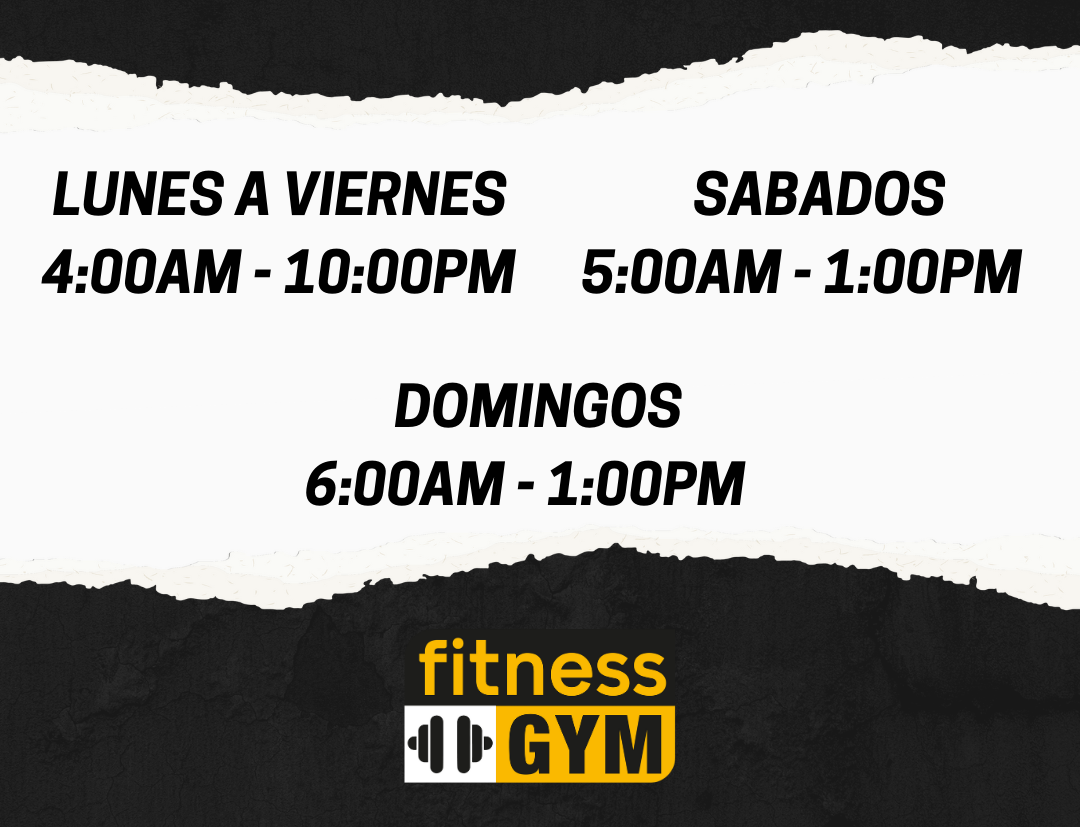 LUNES A VIERNES
4:00AM - 10:00PM
SABADOS
5:00AM - 1:00PM
DOMINGOS
6:00AM - 1:00PM
fitness
GYM